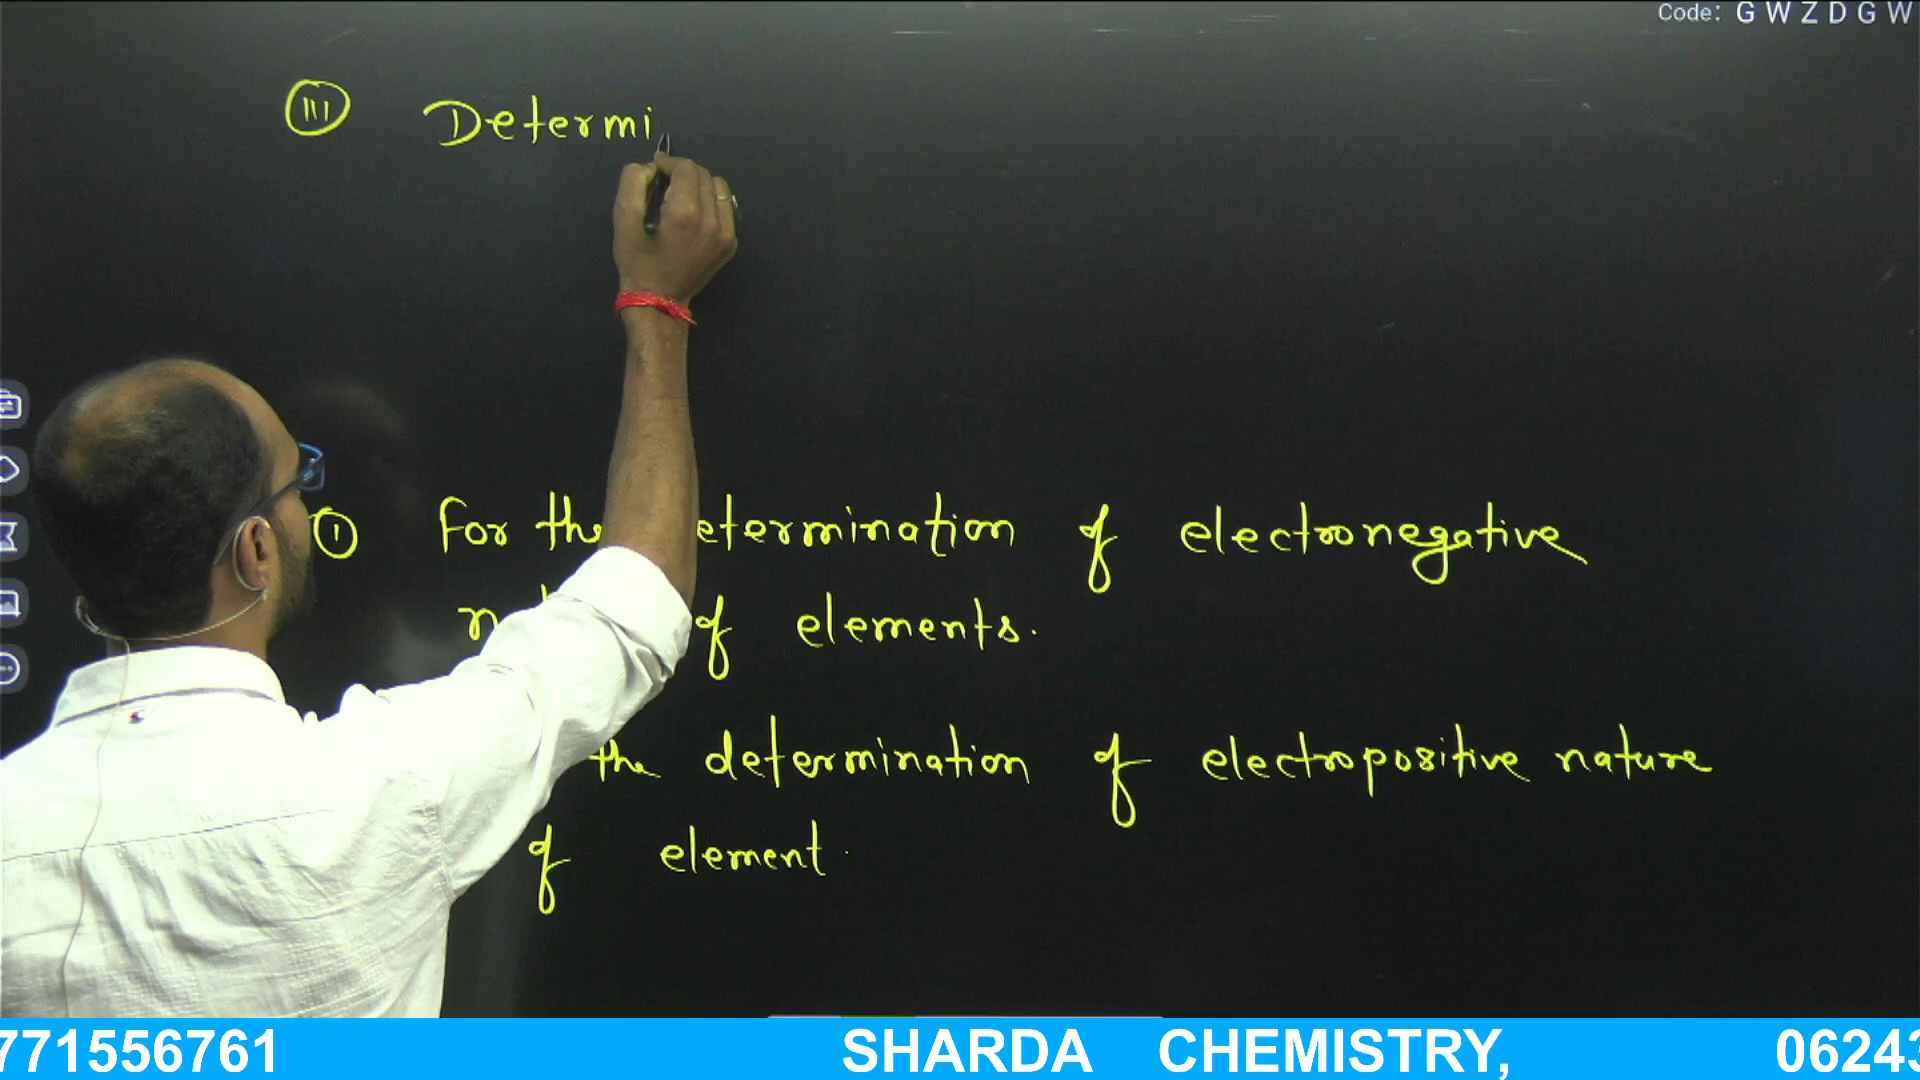 Code: G W Z D G W
III Determi
① For the etermination of electronegative
of elements.
the determination of electropositive nature
of element.
771556761 SHARDA CHEMISTRY, 06243